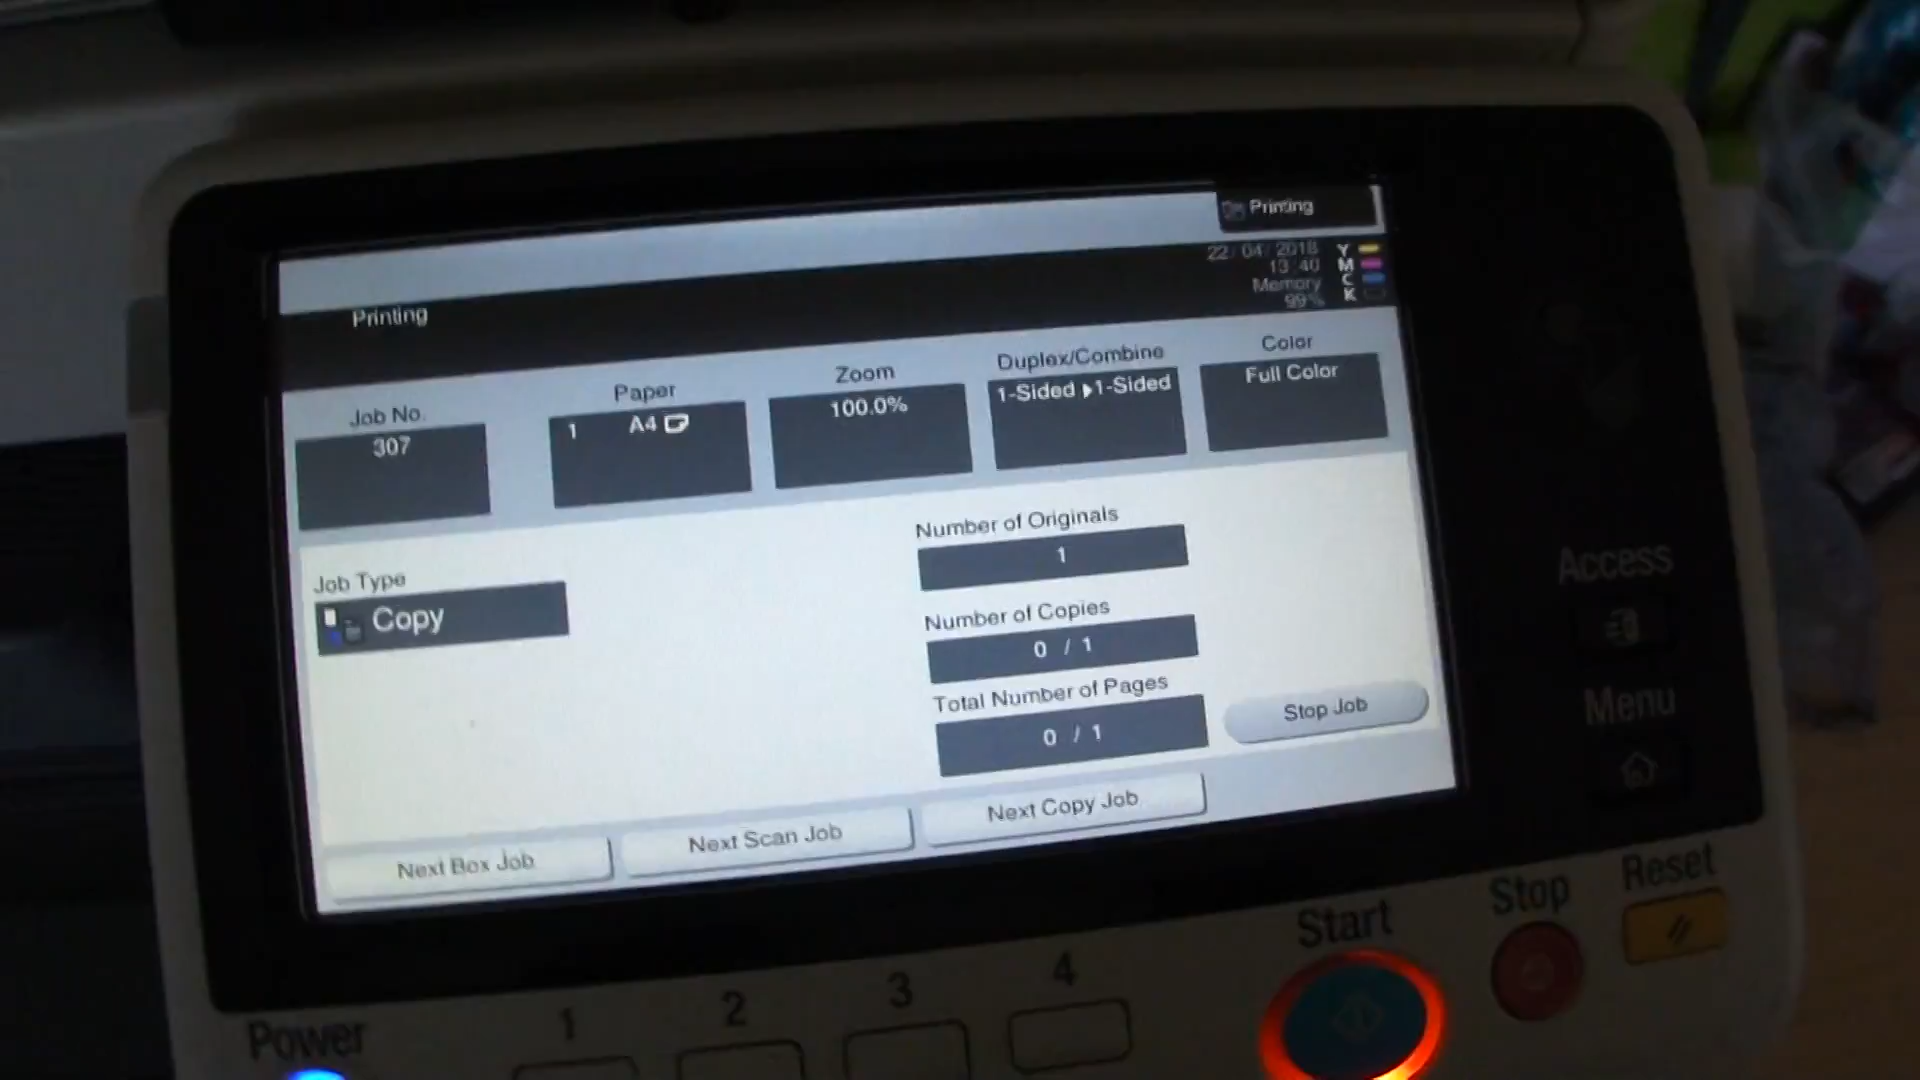 Printing
22/04/2018
13:40
Memory
99%
Y
M
C
K
Printing
Job No.
307
Paper
1 A4
Zoom
100.0%
Duplex/Combine
1-Sided ▸ 1-Sided
Color
Full Color
Job Type
Copy
Number of Originals
1
Number of Copies
0 / 1
Total Number of Pages
0 / 1
Stop Job
Next Box Job
Next Scan Job
Next Copy Job
Access
Menu
Power
1
2
3
4
Start
Stop
Reset